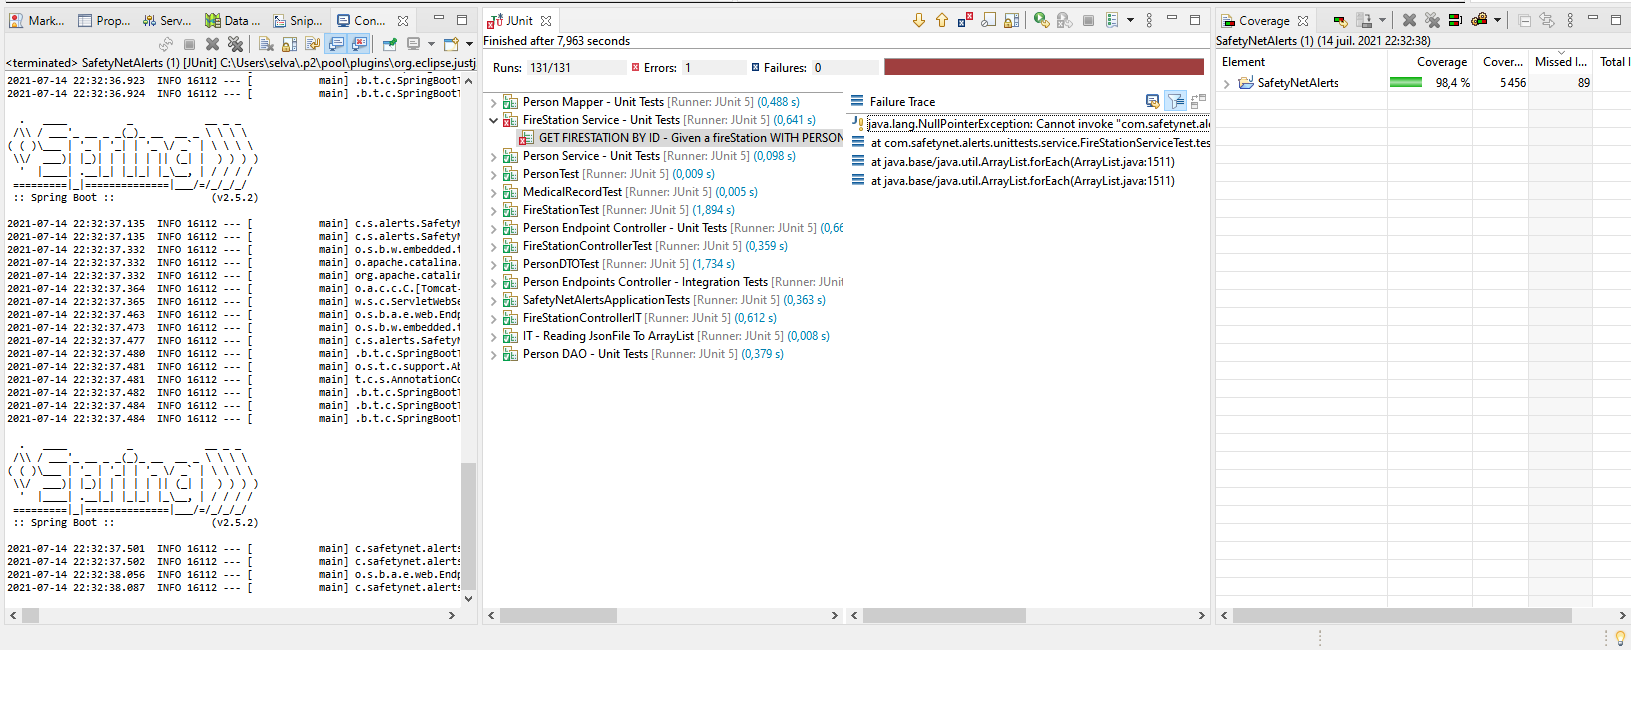 Mark...
Prop...
Serv...
Data ...
Snip...
Con...
<terminated> SafetyNetAlerts (1) [JUnit] C:\Users\selva\.p2\pool\plugins\org.eclipse.justj
2021-07-14 22:32:36.923  INFO 16112 --- [           main] .b.t.c.SpringBootT
2021-07-14 22:32:36.924  INFO 16112 --- [           main] .b.t.c.SpringBootT
:: Spring Boot ::                (v2.5.2)
2021-07-14 22:32:37.135  INFO 16112 --- [           main] c.s.alerts.SafetyN
2021-07-14 22:32:37.135  INFO 16112 --- [           main] c.s.alerts.SafetyN
2021-07-14 22:32:37.332  INFO 16112 --- [           main] o.s.b.w.embedded.t
2021-07-14 22:32:37.332  INFO 16112 --- [           main] o.apache.catalina.
2021-07-14 22:32:37.332  INFO 16112 --- [           main] org.apache.catalin
2021-07-14 22:32:37.364  INFO 16112 --- [           main] o.a.c.c.C.[Tomcat-
2021-07-14 22:32:37.365  INFO 16112 --- [           main] w.s.c.ServletWebSe
2021-07-14 22:32:37.463  INFO 16112 --- [           main] o.s.b.a.e.web.Endp
2021-07-14 22:32:37.473  INFO 16112 --- [           main] o.s.b.w.embedded.t
2021-07-14 22:32:37.477  INFO 16112 --- [           main] c.s.alerts.SafetyN
2021-07-14 22:32:37.480  INFO 16112 --- [           main] .b.t.c.SpringBootT
2021-07-14 22:32:37.481  INFO 16112 --- [           main] o.s.t.c.support.Ab
2021-07-14 22:32:37.481  INFO 16112 --- [           main] t.c.s.AnnotationCo
2021-07-14 22:32:37.482  INFO 16112 --- [           main] .b.t.c.SpringBootT
2021-07-14 22:32:37.484  INFO 16112 --- [           main] .b.t.c.SpringBootT
2021-07-14 22:32:37.484  INFO 16112 --- [           main] .b.t.c.SpringBootT
:: Spring Boot ::                (v2.5.2)
2021-07-14 22:32:37.501  INFO 16112 --- [           main] c.safetynet.alerts
2021-07-14 22:32:37.502  INFO 16112 --- [           main] c.safetynet.alerts
2021-07-14 22:32:38.056  INFO 16112 --- [           main] o.s.b.a.e.web.Endp
2021-07-14 22:32:38.087  INFO 16112 --- [           main] c.safetynet.alerts
JUnit
Finished after 7,963 seconds
Runs: 131/131 Errors: 1 Failures: 0
Person Mapper - Unit Tests [Runner: JUnit 5] (0,488 s)
FireStation Service - Unit Tests [Runner: JUnit 5] (0,641 s)
GET FIRESTATION BY ID - Given a fireStation WITH PERSON
Person Service - Unit Tests [Runner: JUnit 5] (0,098 s)
PersonTest [Runner: JUnit 5] (0,009 s)
MedicalRecordTest [Runner: JUnit 5] (0,005 s)
FireStationTest [Runner: JUnit 5] (1,894 s)
Person Endpoint Controller - Unit Tests [Runner: JUnit 5] (0,66
FireStationControllerTest [Runner: JUnit 5] (0,359 s)
PersonDTOTest [Runner: JUnit 5] (1,734 s)
Person Endpoints Controller - Integration Tests [Runner: JUnit
SafetyNetAlertsApplicationTests [Runner: JUnit 5] (0,363 s)
FireStationControllerIT [Runner: JUnit 5] (0,612 s)
IT - Reading JsonFile To ArrayList [Runner: JUnit 5] (0,008 s)
Person DAO - Unit Tests [Runner: JUnit 5] (0,379 s)
Failure Trace
java.lang.NullPointerException: Cannot invoke "com.safetynet.ale
at com.safetynet.alerts.unittests.service.FireStationServiceTest.tes
at java.base/java.util.ArrayList.forEach(ArrayList.java:1511)
at java.base/java.util.ArrayList.forEach(ArrayList.java:1511)
Coverage
SafetyNetAlerts (1) (14 juil. 2021 22:32:38)
Element Coverage Cover... Missed I... Total I
SafetyNetAlerts 98,4 % 5 456 89